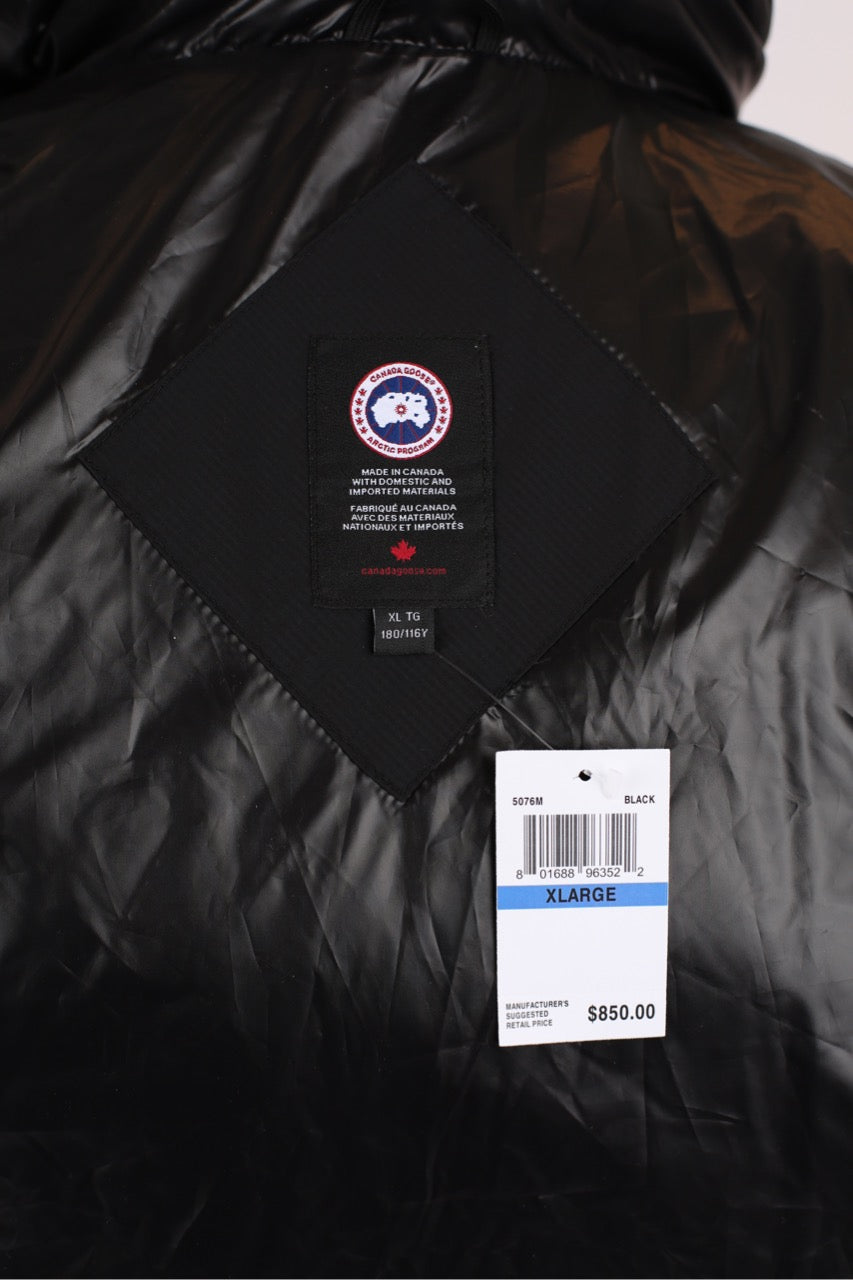 CANADA GOOSE®
ARCTIC PROGRAM
MADE IN CANADA
WITH DOMESTIC AND
IMPORTED MATERIALS
FABRIQUÉ AU CANADA
AVEC DES MATERIAUX
NATIONAUX ET IMPORTÉS
canadagoose.com
XL TG
180/116Y
5076M BLACK
8 01688 96352 2
XLARGE
MANUFACTURER'S
SUGGESTED
RETAIL PRICE
$850.00